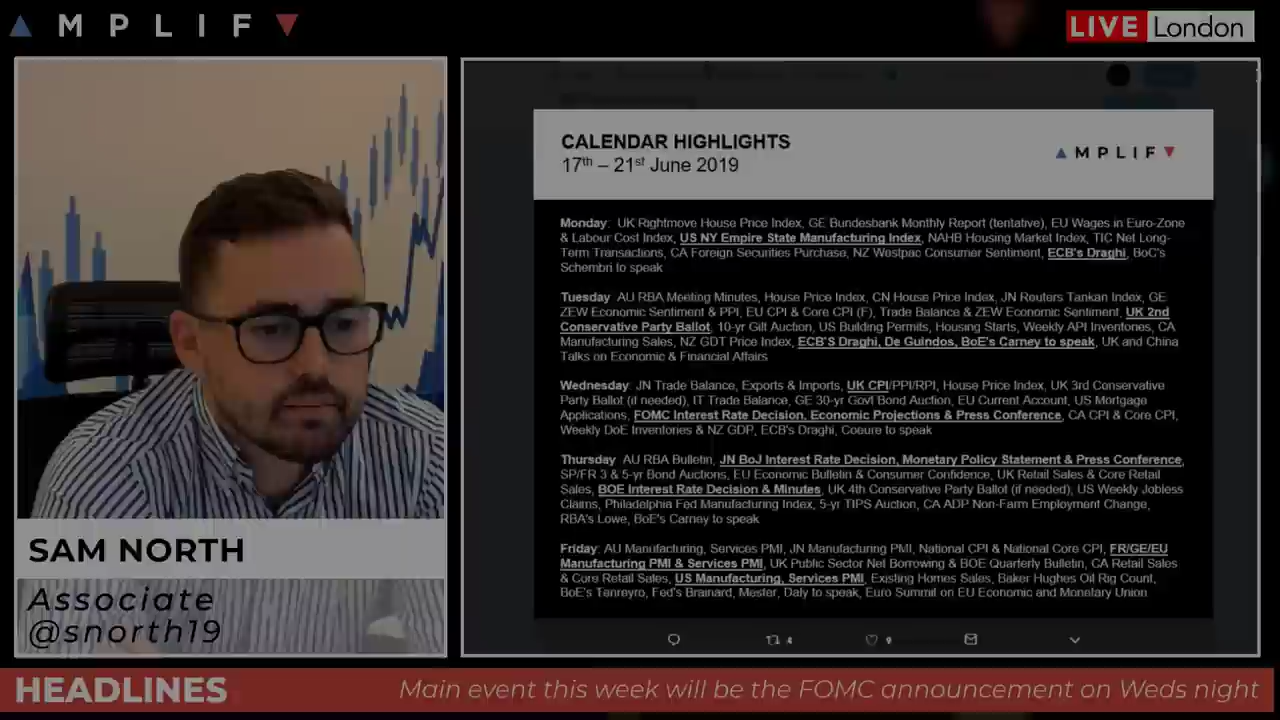 AMPLIFY
LIVE London
CALENDAR HIGHLIGHTS
17th – 21st June 2019
AMPLIFY
Monday: UK Rightmove House Price Index, GE Bundesbank Monthly Report (tentative), EU Wages in Euro-Zone
& Labour Cost Index, US NY Empire State Manufacturing Index, NAHB Housing Market Index, TIC Net Long-
Term Transactions, CA Foreign Securities Purchase, NZ Westpac Consumer Sentiment, ECB's Draghi, BoC's
Schembri to speak
Tuesday AU RBA Meeting Minutes, House Price Index, CN House Price Index, JN Reuters Tankan Index, GE
ZEW Economic Sentiment & PPI, EU CPI & Core CPI (F), Trade Balance & ZEW Economic Sentiment, UK 2nd
Conservative Party Ballot, 10-yr Gilt Auction, US Building Permits, Housing Starts, Weekly API Inventories, CA
Manufacturing Sales, NZ GDT Price Index, ECB'S Draghi, De Guindos, BoE's Carney to speak, UK and China
Talks on Economic & Financial Affairs
Wednesday: JN Trade Balance, Exports & Imports, UK CPI/PPI/RPI, House Price Index, UK 3rd Conservative
Party Ballot (if needed), IT Trade Balance, GE 30-yr Govt Bond Auction, EU Current Account, US Mortgage
Applications, FOMC Interest Rate Decision, Economic Projections & Press Conference, CA CPI & Core CPI,
Weekly DoE Inventories & NZ GDP, ECB's Draghi, Coeure to speak
Thursday AU RBA Bulletin, JN BoJ Interest Rate Decision, Monetary Policy Statement & Press Conference,
SP/FR 3 & 5-yr Bond Auctions, EU Economic Bulletin & Consumer Confidence, UK Retail Sales & Core Retail
Sales, BOE Interest Rate Decision & Minutes, UK 4th Conservative Party Ballot (if needed), US Weekly Jobless
Claims, Philadelphia Fed Manufacturing Index, 5-yr TIPS Auction, CA ADP Non-Farm Employment Change,
RBA's Lowe, BoE's Carney to speak
Friday: AU Manufacturing, Services PMI, JN Manufacturing PMI, National CPI & National Core CPI, FR/GE/EU
Manufacturing PMI & Services PMI, UK Public Sector Net Borrowing & BOE Quarterly Bulletin, CA Retail Sales
& Core Retail Sales, US Manufacturing, Services PMI, Existing Homes Sales, Baker Hughes Oil Rig Count,
BoE's Tenreyro, Fed's Brainard, Mester, Daly to speak, Euro Summit on EU Economic and Monetary Union
4 9
SAM NORTH
Associate
@snorth19
HEADLINES Main event this week will be the FOMC announcement on Weds night